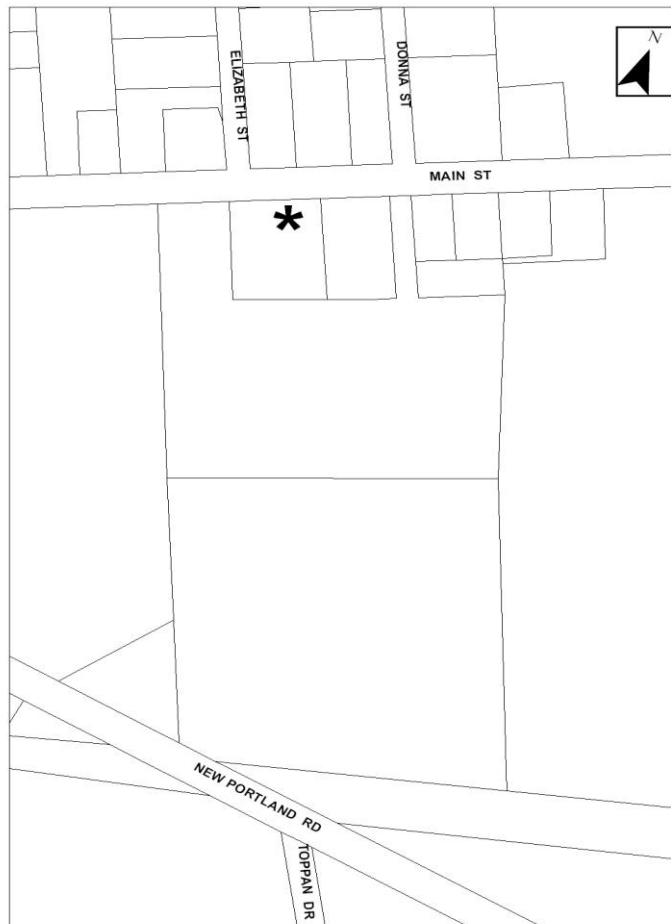 N
ELIZABETH ST
DONNA ST
MAIN ST
*
NEW PORTLAND RD
TOPPAN DR